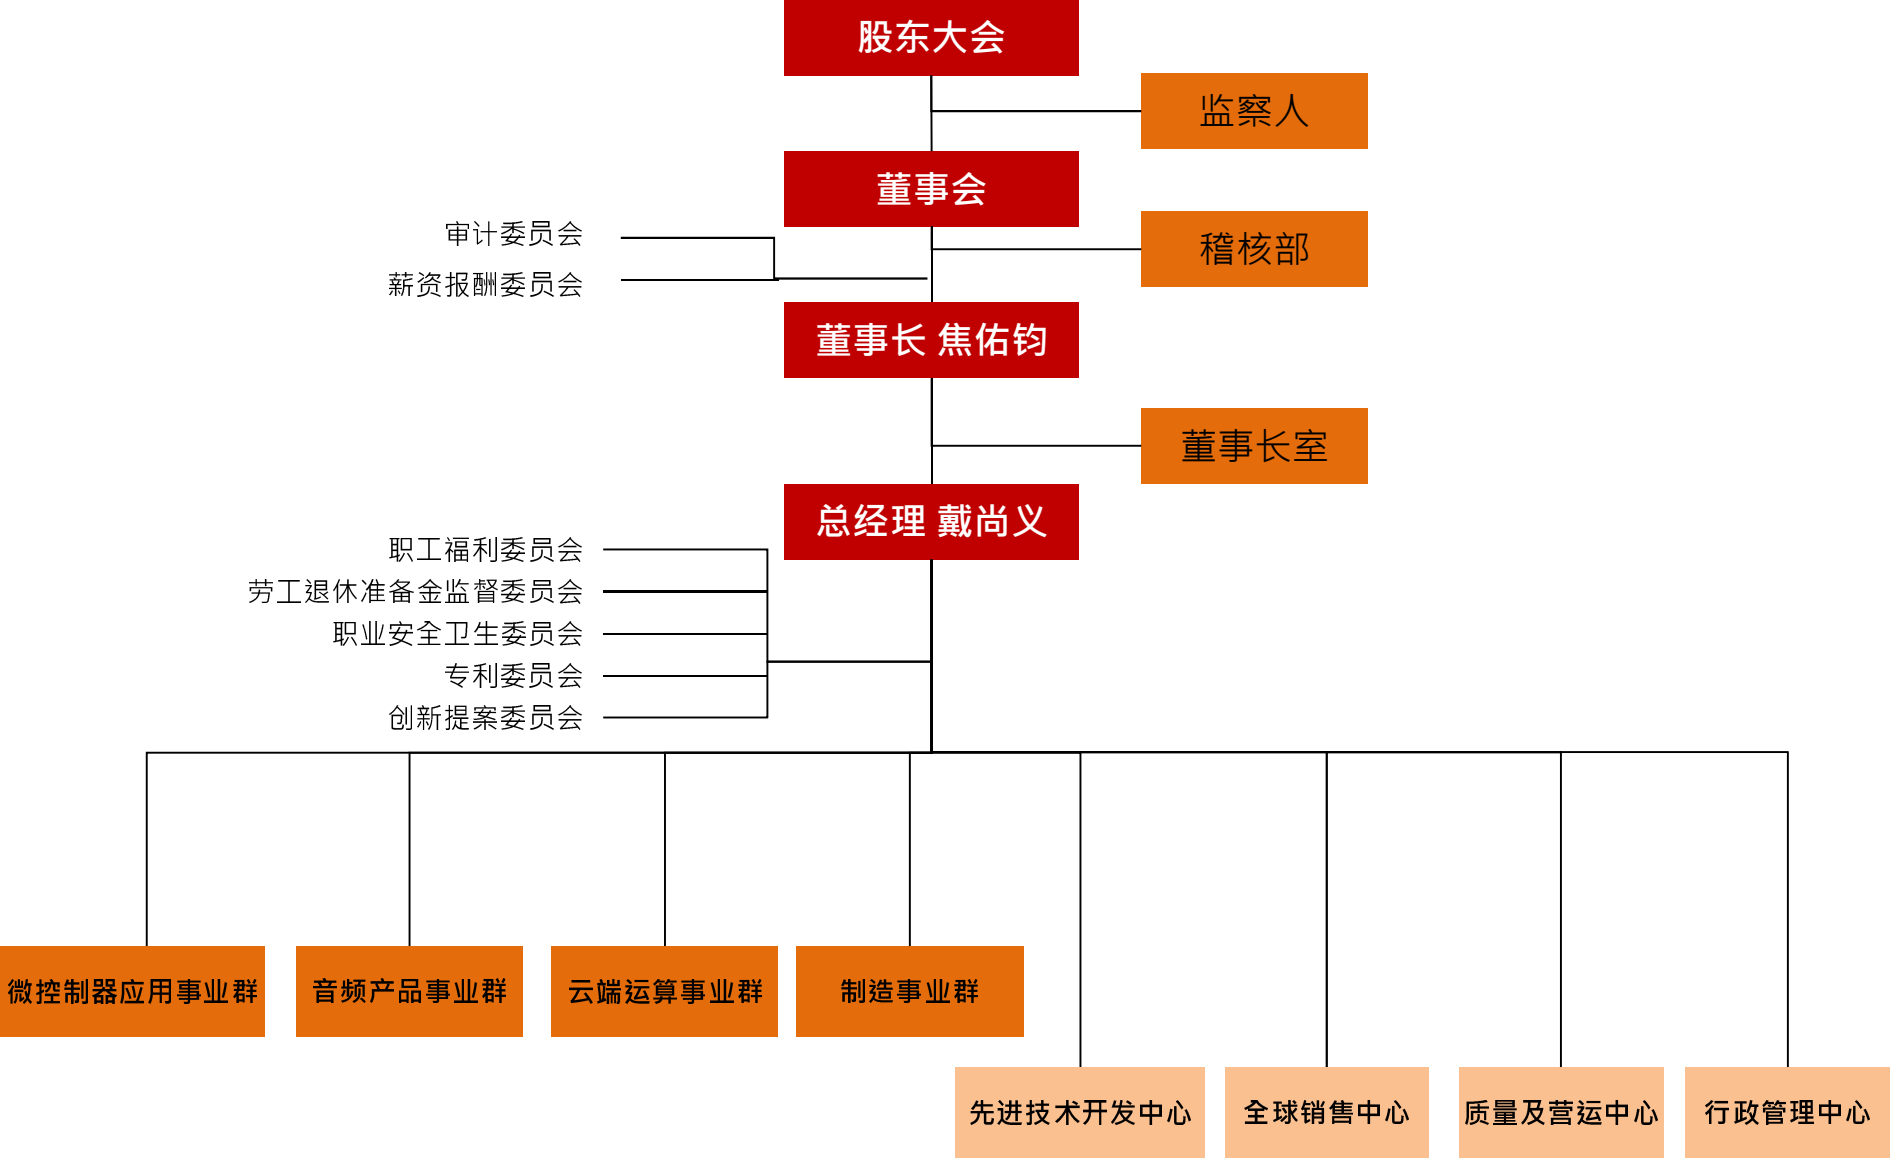 股东大会
监察人
董事会
审计委员会
稽核部
薪资报酬委员会
董事长 焦佑钧
董事长室
总经理 戴尚义
职工福利委员会
劳工退休准备金监督委员会
职业安全卫生委员会
专利委员会
创新提案委员会
微控制器应用事业群
音频产品事业群
云端运算事业群
制造事业群
先进技术开发中心
全球销售中心
质量及营运中心
行政管理中心